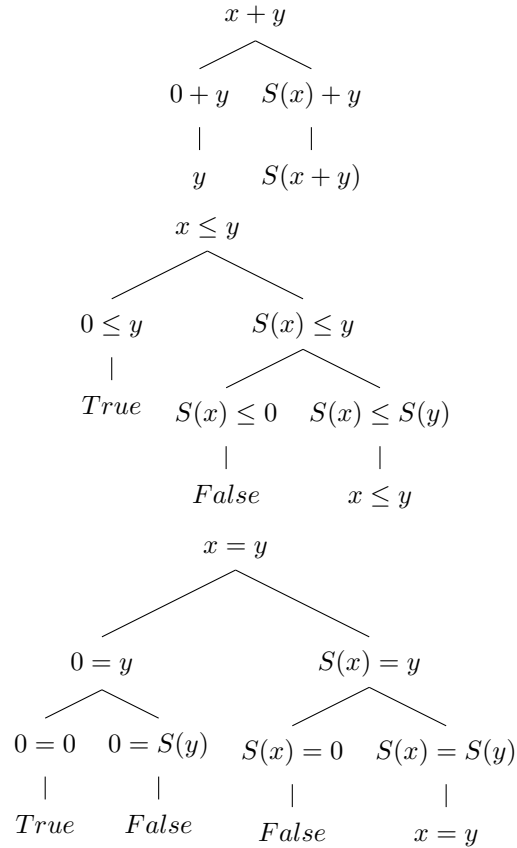 x + y
0 + y S(x) + y
y S(x + y)
x ≤ y
0 ≤ y S(x) ≤ y
True S(x) ≤ 0 S(x) ≤ S(y)
False x ≤ y
x = y
0 = y S(x) = y
0 = 0 0 = S(y) S(x) = 0 S(x) = S(y)
True False False x = y